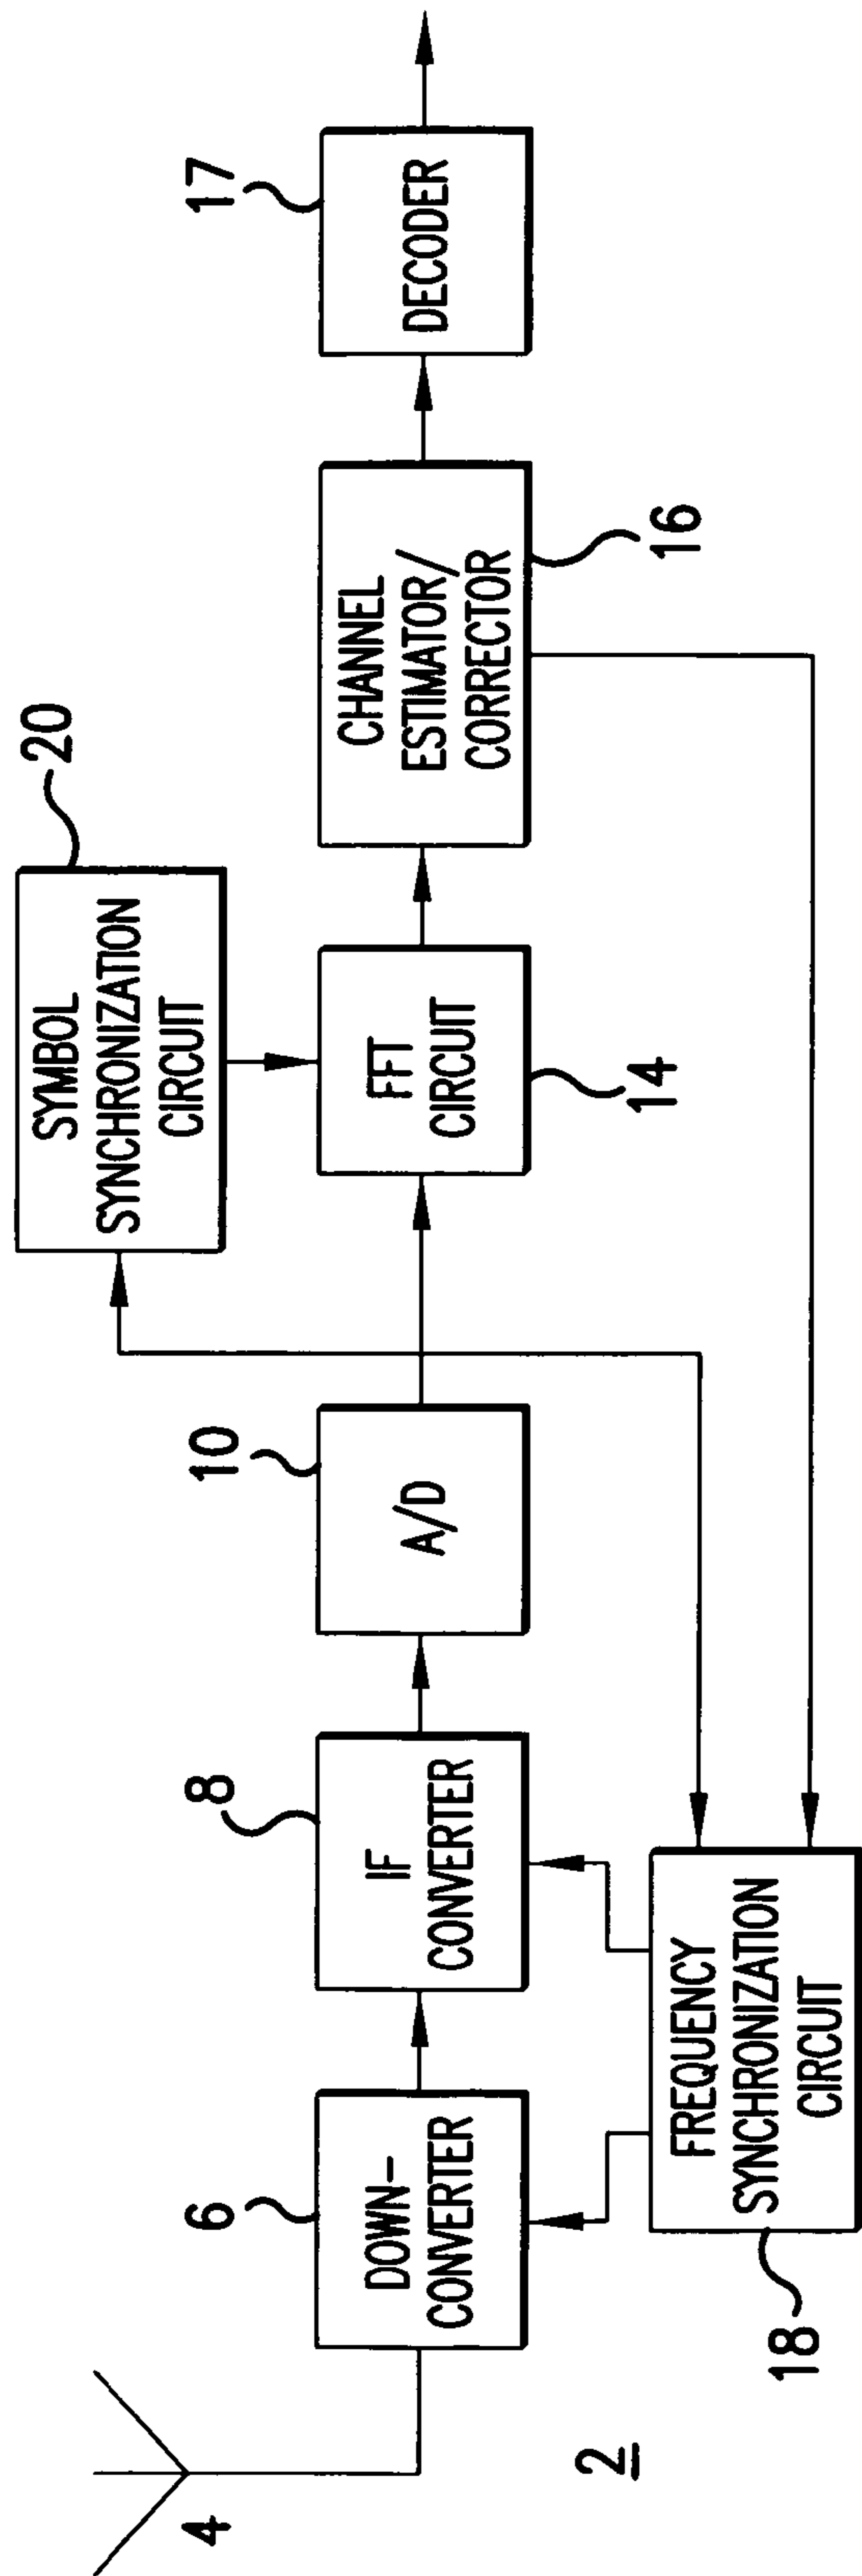 20
SYMBOL
SYNCHRONIZATION
CIRCUIT
4
6
DOWN-
CONVERTER
8
IF
CONVERTER
10
A/D
FFT
CIRCUIT
14
CHANNEL
ESTIMATOR/
CORRECTOR
16
17
DECODER
2
18
FREQUENCY
SYNCHRONIZATION
CIRCUIT